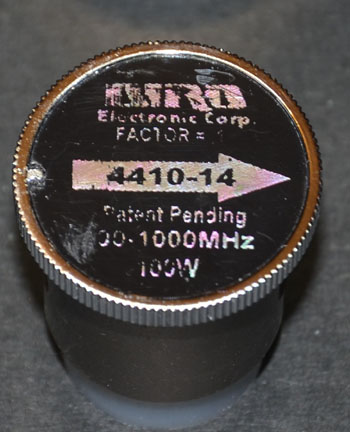 BIRD
Electronic Corp.
FACTOR = 1
4410-14
Patent Pending
00-1000MHz
100W